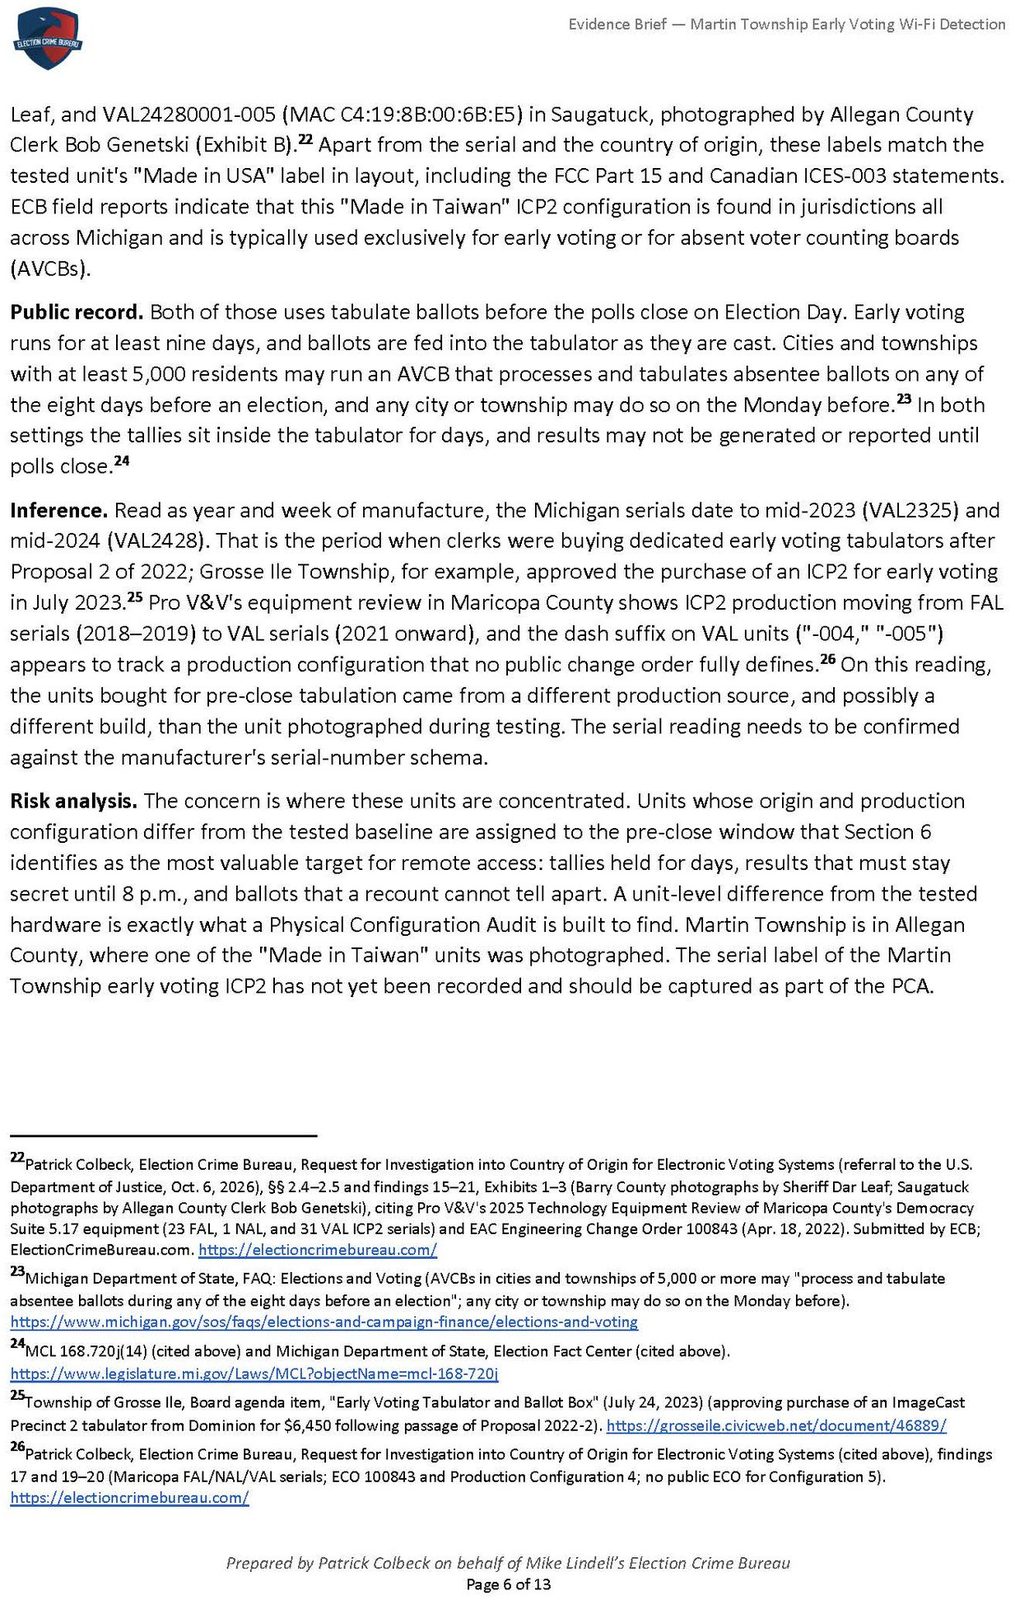 ELECTION CRIME BUREAU
Evidence Brief — Martin Township Early Voting Wi-Fi Detection
Leaf, and VAL24280001-005 (MAC C4:19:8B:00:6B:E5) in Saugatuck, photographed by Allegan County
Clerk Bob Genetski (Exhibit B).22 Apart from the serial and the country of origin, these labels match the
tested unit's "Made in USA" label in layout, including the FCC Part 15 and Canadian ICES-003 statements.
ECB field reports indicate that this "Made in Taiwan" ICP2 configuration is found in jurisdictions all
across Michigan and is typically used exclusively for early voting or for absent voter counting boards
(AVCBs).
Public record. Both of those uses tabulate ballots before the polls close on Election Day. Early voting
runs for at least nine days, and ballots are fed into the tabulator as they are cast. Cities and townships
with at least 5,000 residents may run an AVCB that processes and tabulates absentee ballots on any of
the eight days before an election, and any city or township may do so on the Monday before.23 In both
settings the tallies sit inside the tabulator for days, and results may not be generated or reported until
polls close.24
Inference. Read as year and week of manufacture, the Michigan serials date to mid-2023 (VAL2325) and
mid-2024 (VAL2428). That is the period when clerks were buying dedicated early voting tabulators after
Proposal 2 of 2022; Grosse Ile Township, for example, approved the purchase of an ICP2 for early voting
in July 2023.25 Pro V&V's equipment review in Maricopa County shows ICP2 production moving from FAL
serials (2018–2019) to VAL serials (2021 onward), and the dash suffix on VAL units ("-004," "-005")
appears to track a production configuration that no public change order fully defines.26 On this reading,
the units bought for pre-close tabulation came from a different production source, and possibly a
different build, than the unit photographed during testing. The serial reading needs to be confirmed
against the manufacturer's serial-number schema.
Risk analysis. The concern is where these units are concentrated. Units whose origin and production
configuration differ from the tested baseline are assigned to the pre-close window that Section 6
identifies as the most valuable target for remote access: tallies held for days, results that must stay
secret until 8 p.m., and ballots that a recount cannot tell apart. A unit-level difference from the tested
hardware is exactly what a Physical Configuration Audit is built to find. Martin Township is in Allegan
County, where one of the "Made in Taiwan" units was photographed. The serial label of the Martin
Township early voting ICP2 has not yet been recorded and should be captured as part of the PCA.
22Patrick Colbeck, Election Crime Bureau, Request for Investigation into Country of Origin for Electronic Voting Systems (referral to the U.S.
Department of Justice, Oct. 6, 2026), §§ 2.4–2.5 and findings 15–21, Exhibits 1–3 (Barry County photographs by Sheriff Dar Leaf; Saugatuck
photographs by Allegan County Clerk Bob Genetski), citing Pro V&V's 2025 Technology Equipment Review of Maricopa County's Democracy
Suite 5.17 equipment (23 FAL, 1 NAL, and 31 VAL ICP2 serials) and EAC Engineering Change Order 100843 (Apr. 18, 2022). Submitted by ECB;
ElectionCrimeBureau.com. https://electioncrimebureau.com/
23Michigan Department of State, FAQ: Elections and Voting (AVCBs in cities and townships of 5,000 or more may "process and tabulate
absentee ballots during any of the eight days before an election"; any city or township may do so on the Monday before).
https://www.michigan.gov/sos/faqs/elections-and-campaign-finance/elections-and-voting
24MCL 168.720j(14) (cited above) and Michigan Department of State, Election Fact Center (cited above).
https://www.legislature.mi.gov/Laws/MCL?objectName=mcl-168-720j
25Township of Grosse Ile, Board agenda item, "Early Voting Tabulator and Ballot Box" (July 24, 2023) (approving purchase of an ImageCast
Precinct 2 tabulator from Dominion for $6,450 following passage of Proposal 2022-2). https://grosseile.civicweb.net/document/46889/
26Patrick Colbeck, Election Crime Bureau, Request for Investigation into Country of Origin for Electronic Voting Systems (cited above), findings
17 and 19–20 (Maricopa FAL/NAL/VAL serials; ECO 100843 and Production Configuration 4; no public ECO for Configuration 5).
https://electioncrimebureau.com/
Prepared by Patrick Colbeck on behalf of Mike Lindell’s Election Crime Bureau
Page 6 of 13